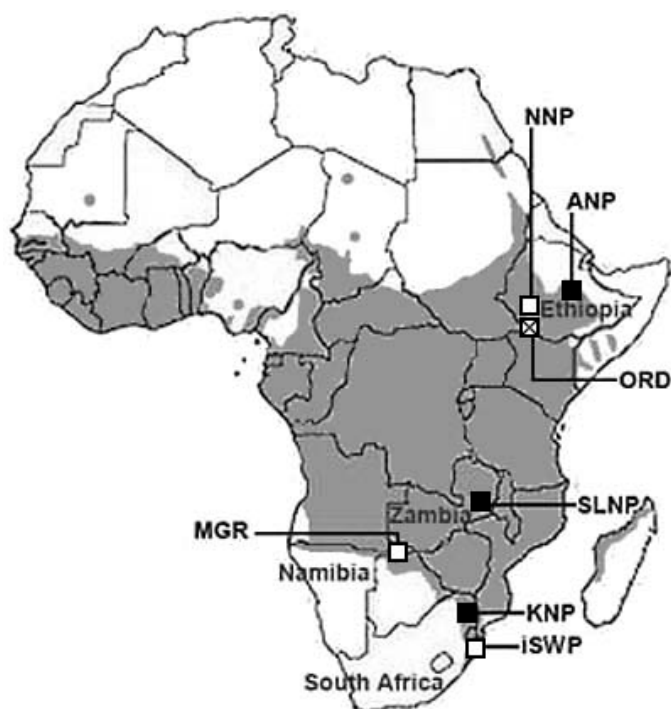 NNP
ANP
Ethiopia
ORD
SLNP
Zambia
MGR
Namibia
KNP
iSWP
South Africa